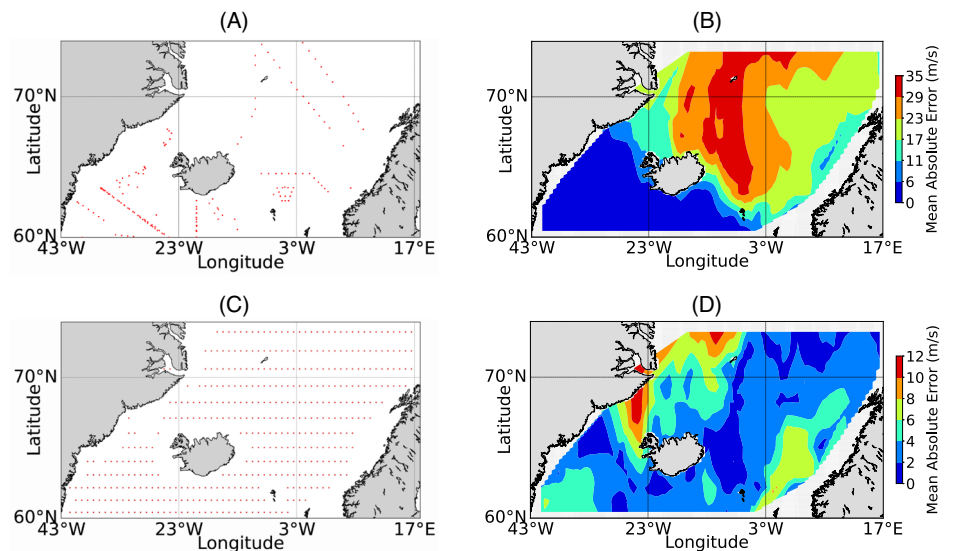 (A)
(B)
Latitude
70°N
60°N
43°W 23°W 3°W 17°E
Longitude
Latitude
70°N
60°N
43°W 23°W 3°W 17°E
Longitude
35
29
23
17
11
6
0
Mean Absolute Error (m/s)
(C)
(D)
Latitude
70°N
60°N
43°W 23°W 3°W 17°E
Longitude
Latitude
70°N
60°N
43°W 23°W 3°W 17°E
Longitude
12
10
8
6
4
2
0
Mean Absolute Error (m/s)